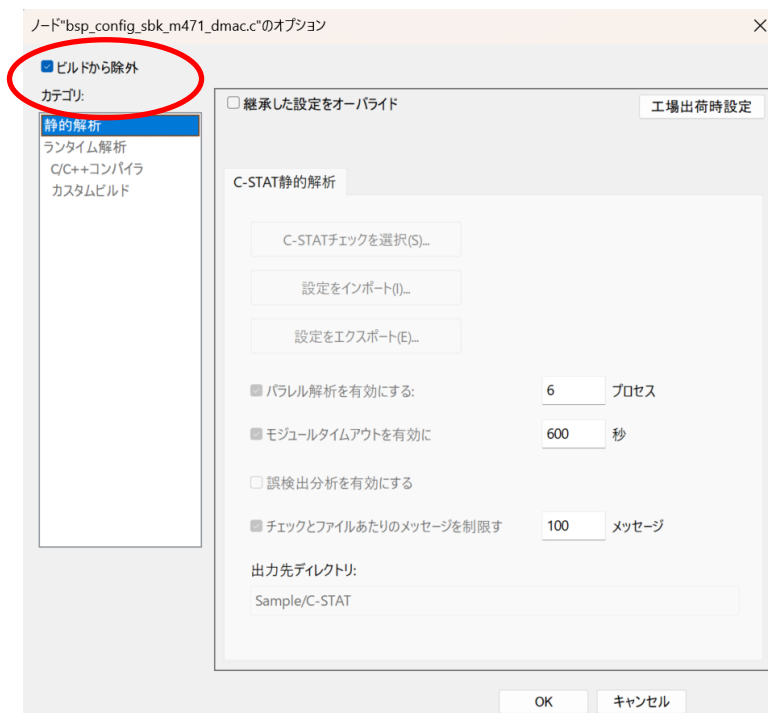 ノード"bsp_config_sbk_m471_dmac.c"のオプション
ビルドから除外
カテゴリ:
静的解析
ランタイム解析
C/C++コンパイラ
カスタムビルド
継承した設定をオーバライド
工場出荷時設定
C-STAT静的解析
C-STATチェックを選択(S)...
設定をインポート(I)...
設定をエクスポート(E)...
パラレル解析を有効にする: 6 プロセス
モジュールタイムアウトを有効に 600 秒
誤検出分析を有効にする
チェックとファイルあたりのメッセージを制限す 100 メッセージ
出力先ディレクトリ:
Sample/C-STAT
OK キャンセル